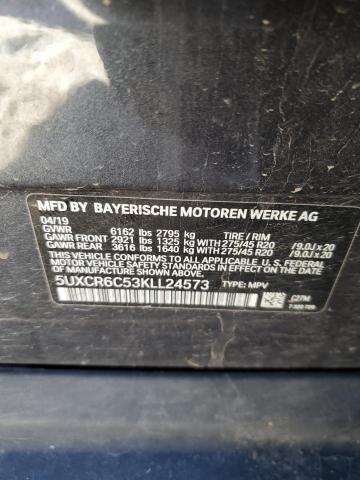 MFD BY BAYERISCHE MOTOREN WERKE AG
04/19
GVWR 6162 lbs 2795 kg TIRE / RIM
GAWR FRONT 2921 lbs 1325 kg WITH 275/45 R20 /9.0J x 20
GAWR REAR 3616 lbs 1640 kg WITH 275/45 R20 /9.0J x 20
THIS VEHICLE CONFORMS TO ALL APPLICABLE U.S. FEDERAL
MOTOR VEHICLE SAFETY STANDARDS IN EFFECT ON
THE DATE OF MANUFACTURE SHOWN ABOVE.
5UXCR6C53KLL24573 TYPE: MPV
C27M